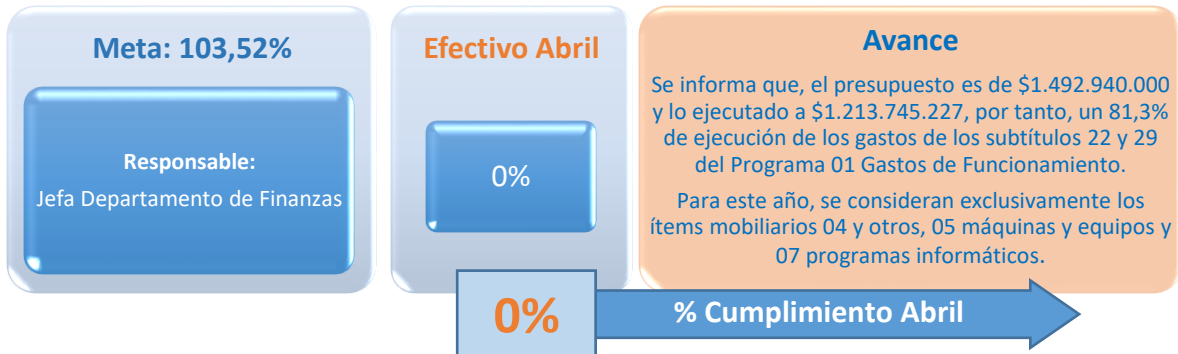 Meta: 103,52%
Responsable:
Jefa Departamento de Finanzas
Efectivo Abril
0%
Avance
Se informa que, el presupuesto es de $1.492.940.000
y lo ejecutado a $1.213.745.227, por tanto, un 81,3%
de ejecución de los gastos de los subtítulos 22 y 29
del Programa 01 Gastos de Funcionamiento.
Para este año, se consideran exclusivamente los
ítems mobiliarios 04 y otros, 05 máquinas y equipos y
07 programas informáticos.
0%
% Cumplimiento Abril